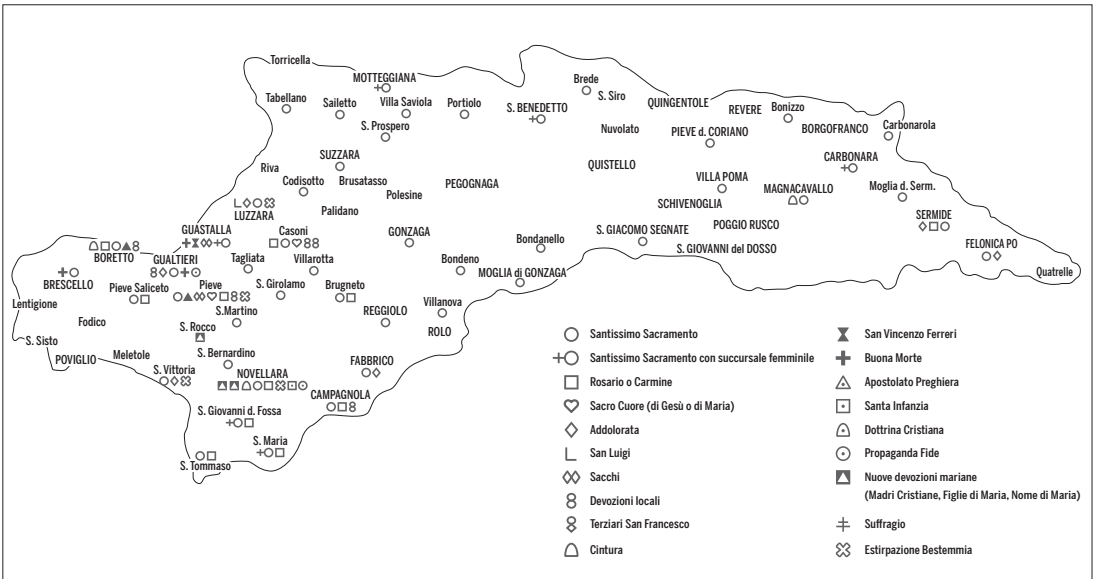 Torricella
MOTTEGGIANA
Brede
S. Siro
Tabellano
Sailetto
Villa Saviola
Portiolo
S. BENEDETTO
QUINGENTOLE
REVERE
Bonizzo
S. Prospero
Nuvolato
PIEVE d. CORIANO
BORGOFRANCO
Carbonarola
SUZZARA
Riva
Codisotto
Brusatasso
Polesine
PEGOGNAGA
QUISTELLO
VILLA POMA
MAGNACAVALLO
CARBONARA
Moglia d. Serm.
LUZZARA
Palidano
SCHIVENOGLIA
POGGIO RUSCO
SERMIDE
GUASTALLA
Casoni
GONZAGA
Bondanello
S. GIACOMO SEGNATE
S. GIOVANNI del DOSSO
FELONICA PO
Quatrelle
BORETTO
GUALTIERI
Tagliata
Villarotta
Bondeno
MOGLIA di GONZAGA
BRESCELLO
Pieve Saliceto
Pieve
S. Girolamo
Brugneto
Lentigione
Fodico
S.Martino
REGGIOLO
Villanova
ROLO
S. Sisto
S. Rocco
POVIGLIO
Meletole
S. Vittoria
S. Bernardino
NOVELLARA
FABBRICO
CAMPAGNOLA
S. Giovanni d. Fossa
S. Maria
S. Tommaso
Santissimo Sacramento
Santissimo Sacramento con succursale femminile
Rosario o Carmine
Sacro Cuore (di Gesù o di Maria)
Addolorata
San Luigi
Sacchi
Devozioni locali
Terziari San Francesco
Cintura
San Vincenzo Ferreri
Buona Morte
Apostolato Preghiera
Santa Infanzia
Dottrina Cristiana
Propaganda Fide
Nuove devozioni mariane
(Madri Cristiane, Figlie di Maria, Nome di Maria)
Suffragio
Estirpazione Bestemmia